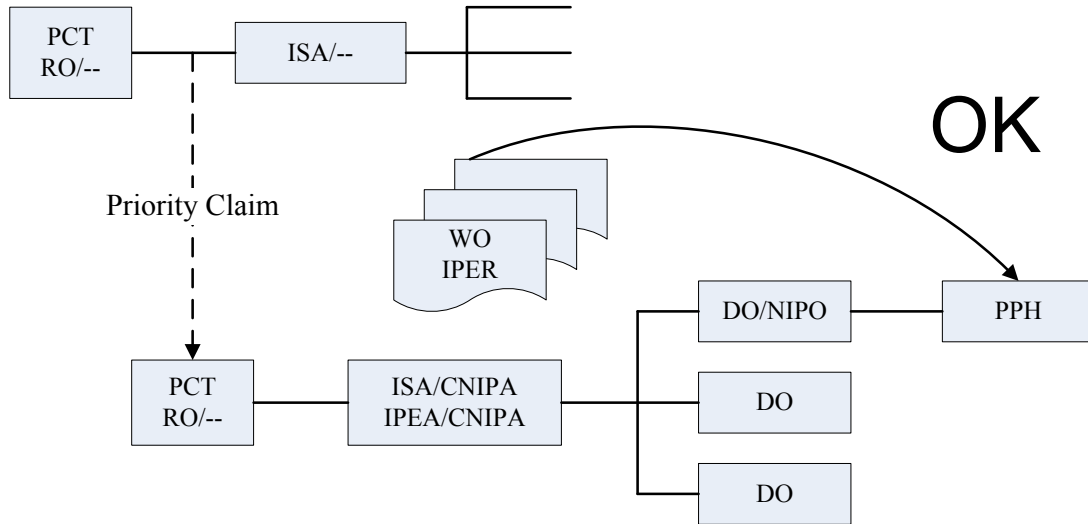 PCT
RO/--
ISA/--
OK
Priority Claim
WO
IPER
DO/NIPO
PPH
PCT
RO/--
ISA/CNIPA
IPEA/CNIPA
DO
DO